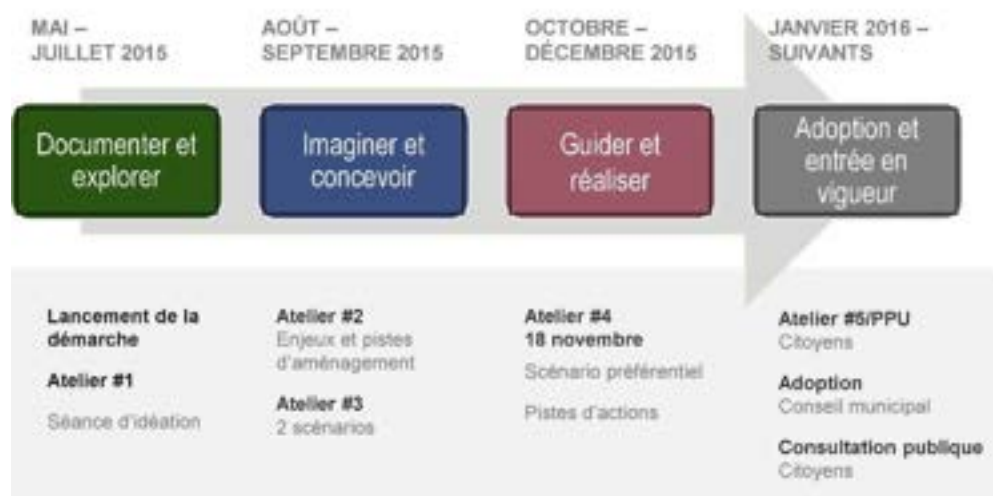 MAI –
JUILLET 2015
AOÛT –
SEPTEMBRE 2015
OCTOBRE –
DÉCEMBRE 2015
JANVIER 2016 –
SUIVANTS
Documenter et
explorer
Imaginer et
concevoir
Guider et
réaliser
Adoption et
entrée en
vigueur
Lancement de la
démarche
Atelier #1
Séance d'idéation
Atelier #2
Enjeux et pistes
d'aménagement
Atelier #3
2 scénarios
Atelier #4
18 novembre
Scénario préférentiel
Pistes d'actions
Atelier #5/PPU
Citoyens
Adoption
Conseil municipal
Consultation publique
Citoyens